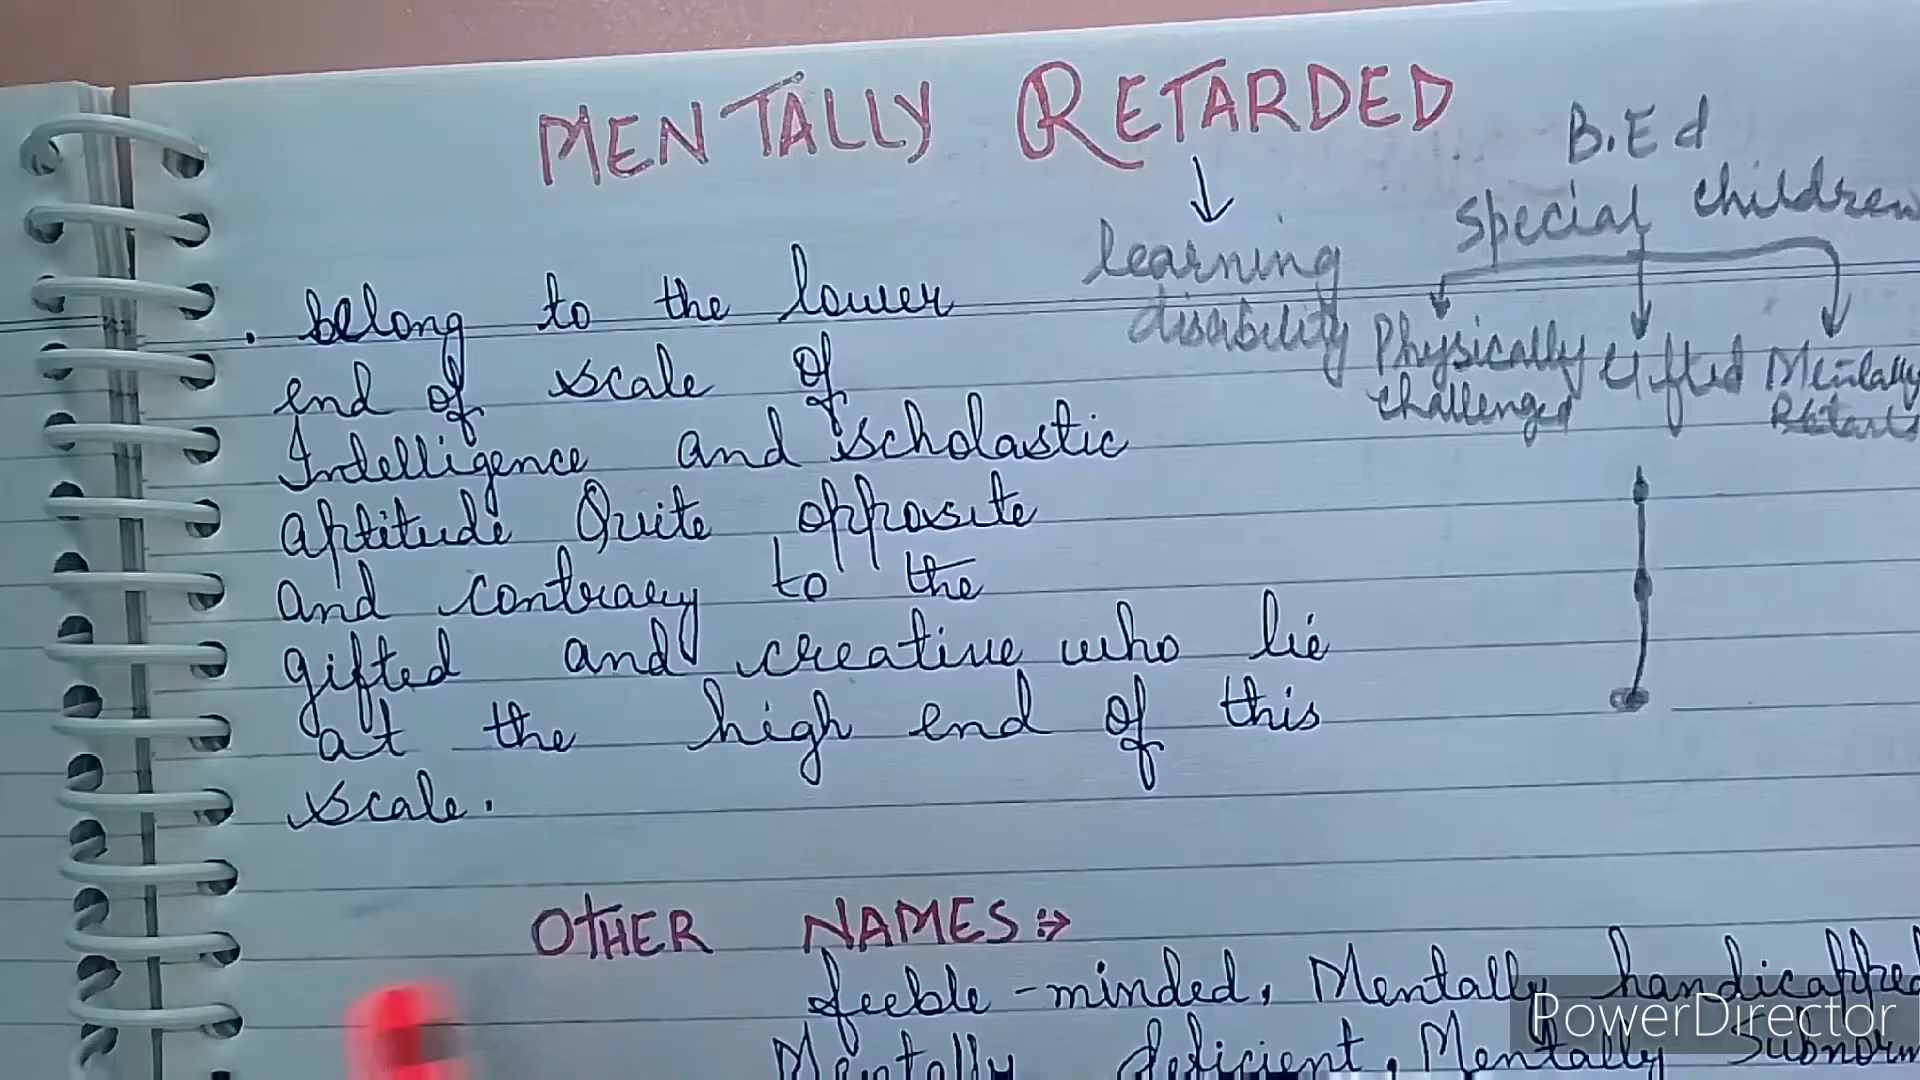 MENTALLY RETARDED
B.Ed
special children
learning
disability
Physically
challenged
Gifted
Mentally
. belong to the lower
end of scale of
Intelligence and scholastic
aptitude Quite opposite
and contrary to the
gifted and creative who lie
at the high end of this
scale.
OTHER NAMES :->
feeble-minded, Mentally handicapped
Mentally deficient, Mentally Subnorm
PowerDirector